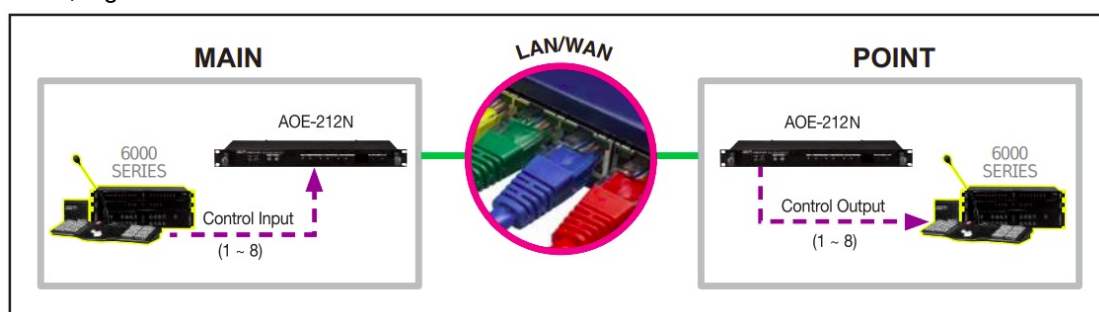 MAIN
AOE-212N
6000
SERIES
Control Input
(1 ~ 8)
LAN/WAN
POINT
AOE-212N
6000
SERIES
Control Output
(1 ~ 8)